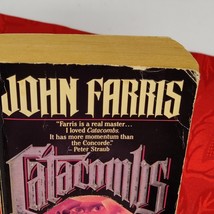 JOHN FARRIS
"Farris is a real master...
I loved Catacombs.
It has more momentum
than the Concorde."
- Peter Straub
Catacombs